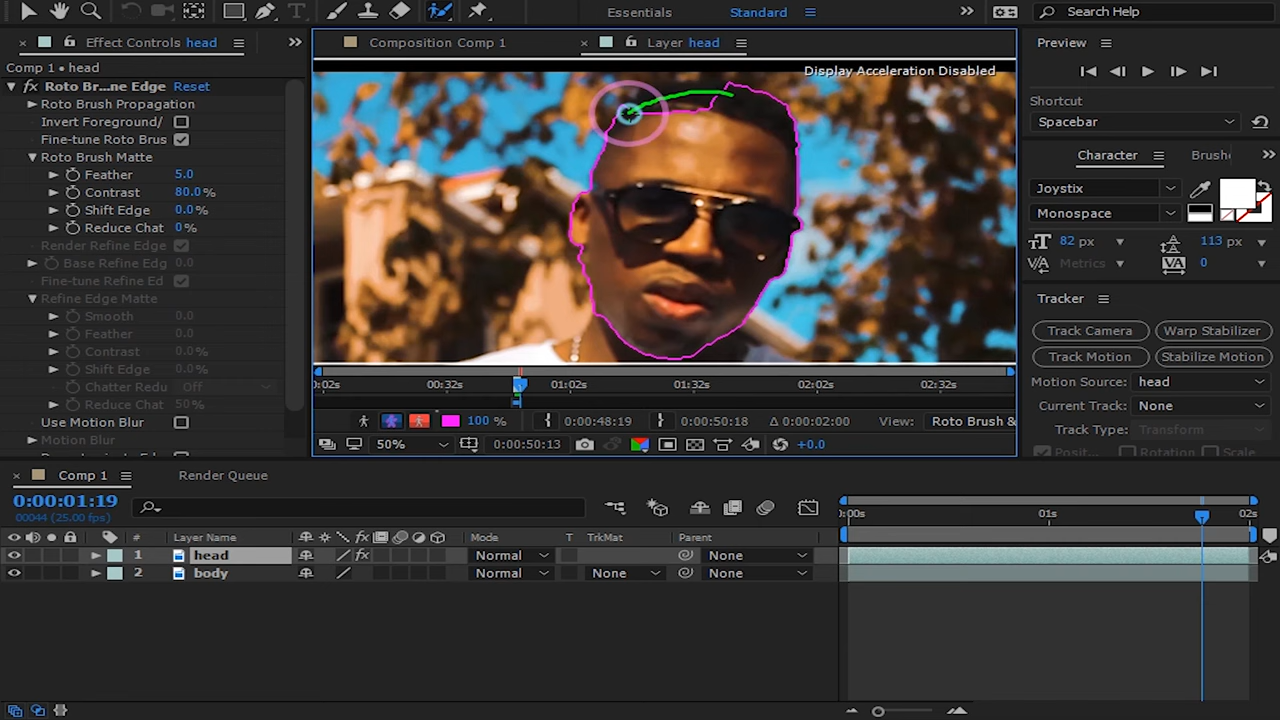 Essentials
Standard
Search Help
Effect Controls head
Composition Comp 1
Layer head
Preview
Comp 1 • head
Display Acceleration Disabled
Roto Br...ne Edge Reset
Roto Brush Propagation
Invert Foreground/
Fine-tune Roto Brus
Roto Brush Matte
Feather 5.0
Contrast 80.0 %
Shift Edge 0.0 %
Reduce Chat 0 %
Render Refine Edge
Base Refine Edg 0.0
Fine-tune Refine Ed
Refine Edge Matte
Smooth 0.0
Feather 0.0
Contrast 0.0 %
Shift Edge 0.0 %
Chatter Redu Off
Reduce Chat 50 %
Use Motion Blur
Motion Blur
Shortcut
Spacebar
Character
Brushe
Joystix
Monospace
82 px
113 px
Metrics
0
Tracker
Track Camera
Warp Stabilizer
Track Motion
Stabilize Motion
Motion Source: head
Current Track: None
Track Type: Transform
Posit
Rotation
Scale
0:02s 00:32s 01:02s 01:32s 02:02s 02:32s
100 % 0:00:48:19 0:00:50:18 Δ 0:00:02:00 View: Roto Brush &
50% 0:00:50:13 +0.0
Comp 1
Render Queue
0:00:01:19
00044 (25.00 fps)
:00s 01s 02s
# Layer Name fx Mode T TrkMat Parent
1 head fx Normal None
2 body Normal None None